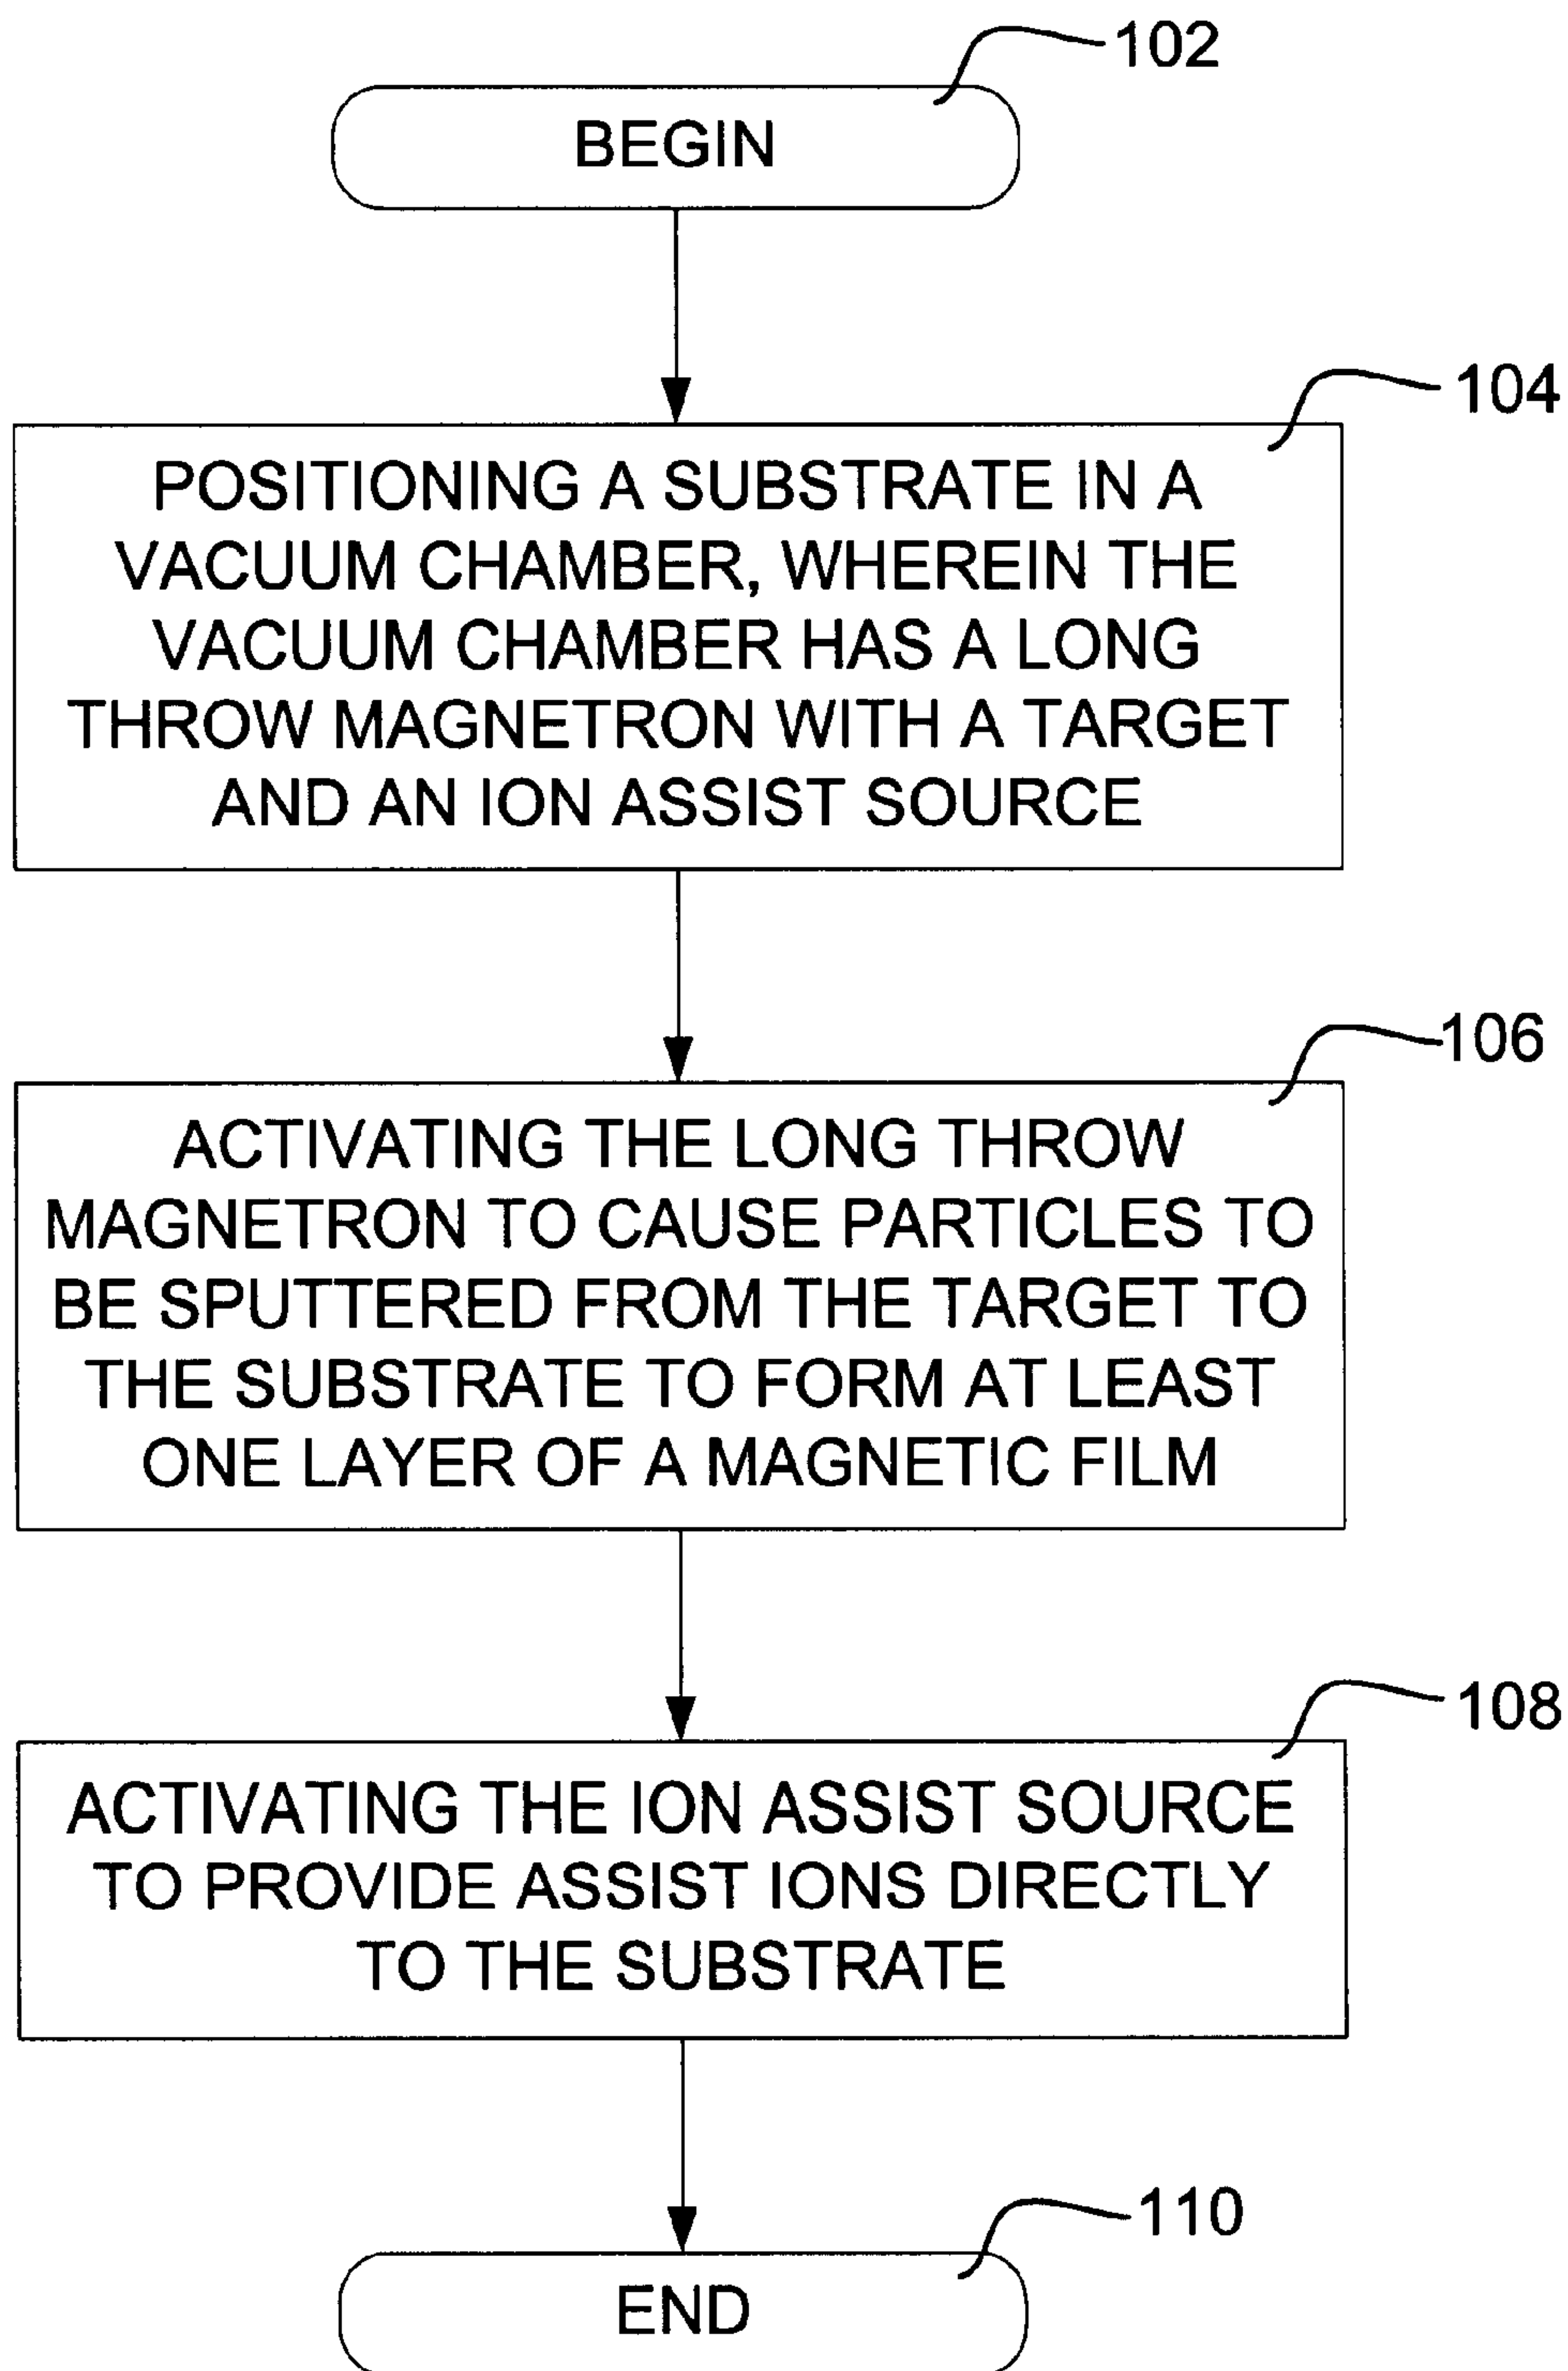 102
BEGIN
104
POSITIONING A SUBSTRATE IN A
VACUUM CHAMBER, WHEREIN THE
VACUUM CHAMBER HAS A LONG
THROW MAGNETRON WITH A TARGET
AND AN ION ASSIST SOURCE
106
ACTIVATING THE LONG THROW
MAGNETRON TO CAUSE PARTICLES TO
BE SPUTTERED FROM THE TARGET TO
THE SUBSTRATE TO FORM AT LEAST
ONE LAYER OF A MAGNETIC FILM
108
ACTIVATING THE ION ASSIST SOURCE
TO PROVIDE ASSIST IONS DIRECTLY
TO THE SUBSTRATE
110
END